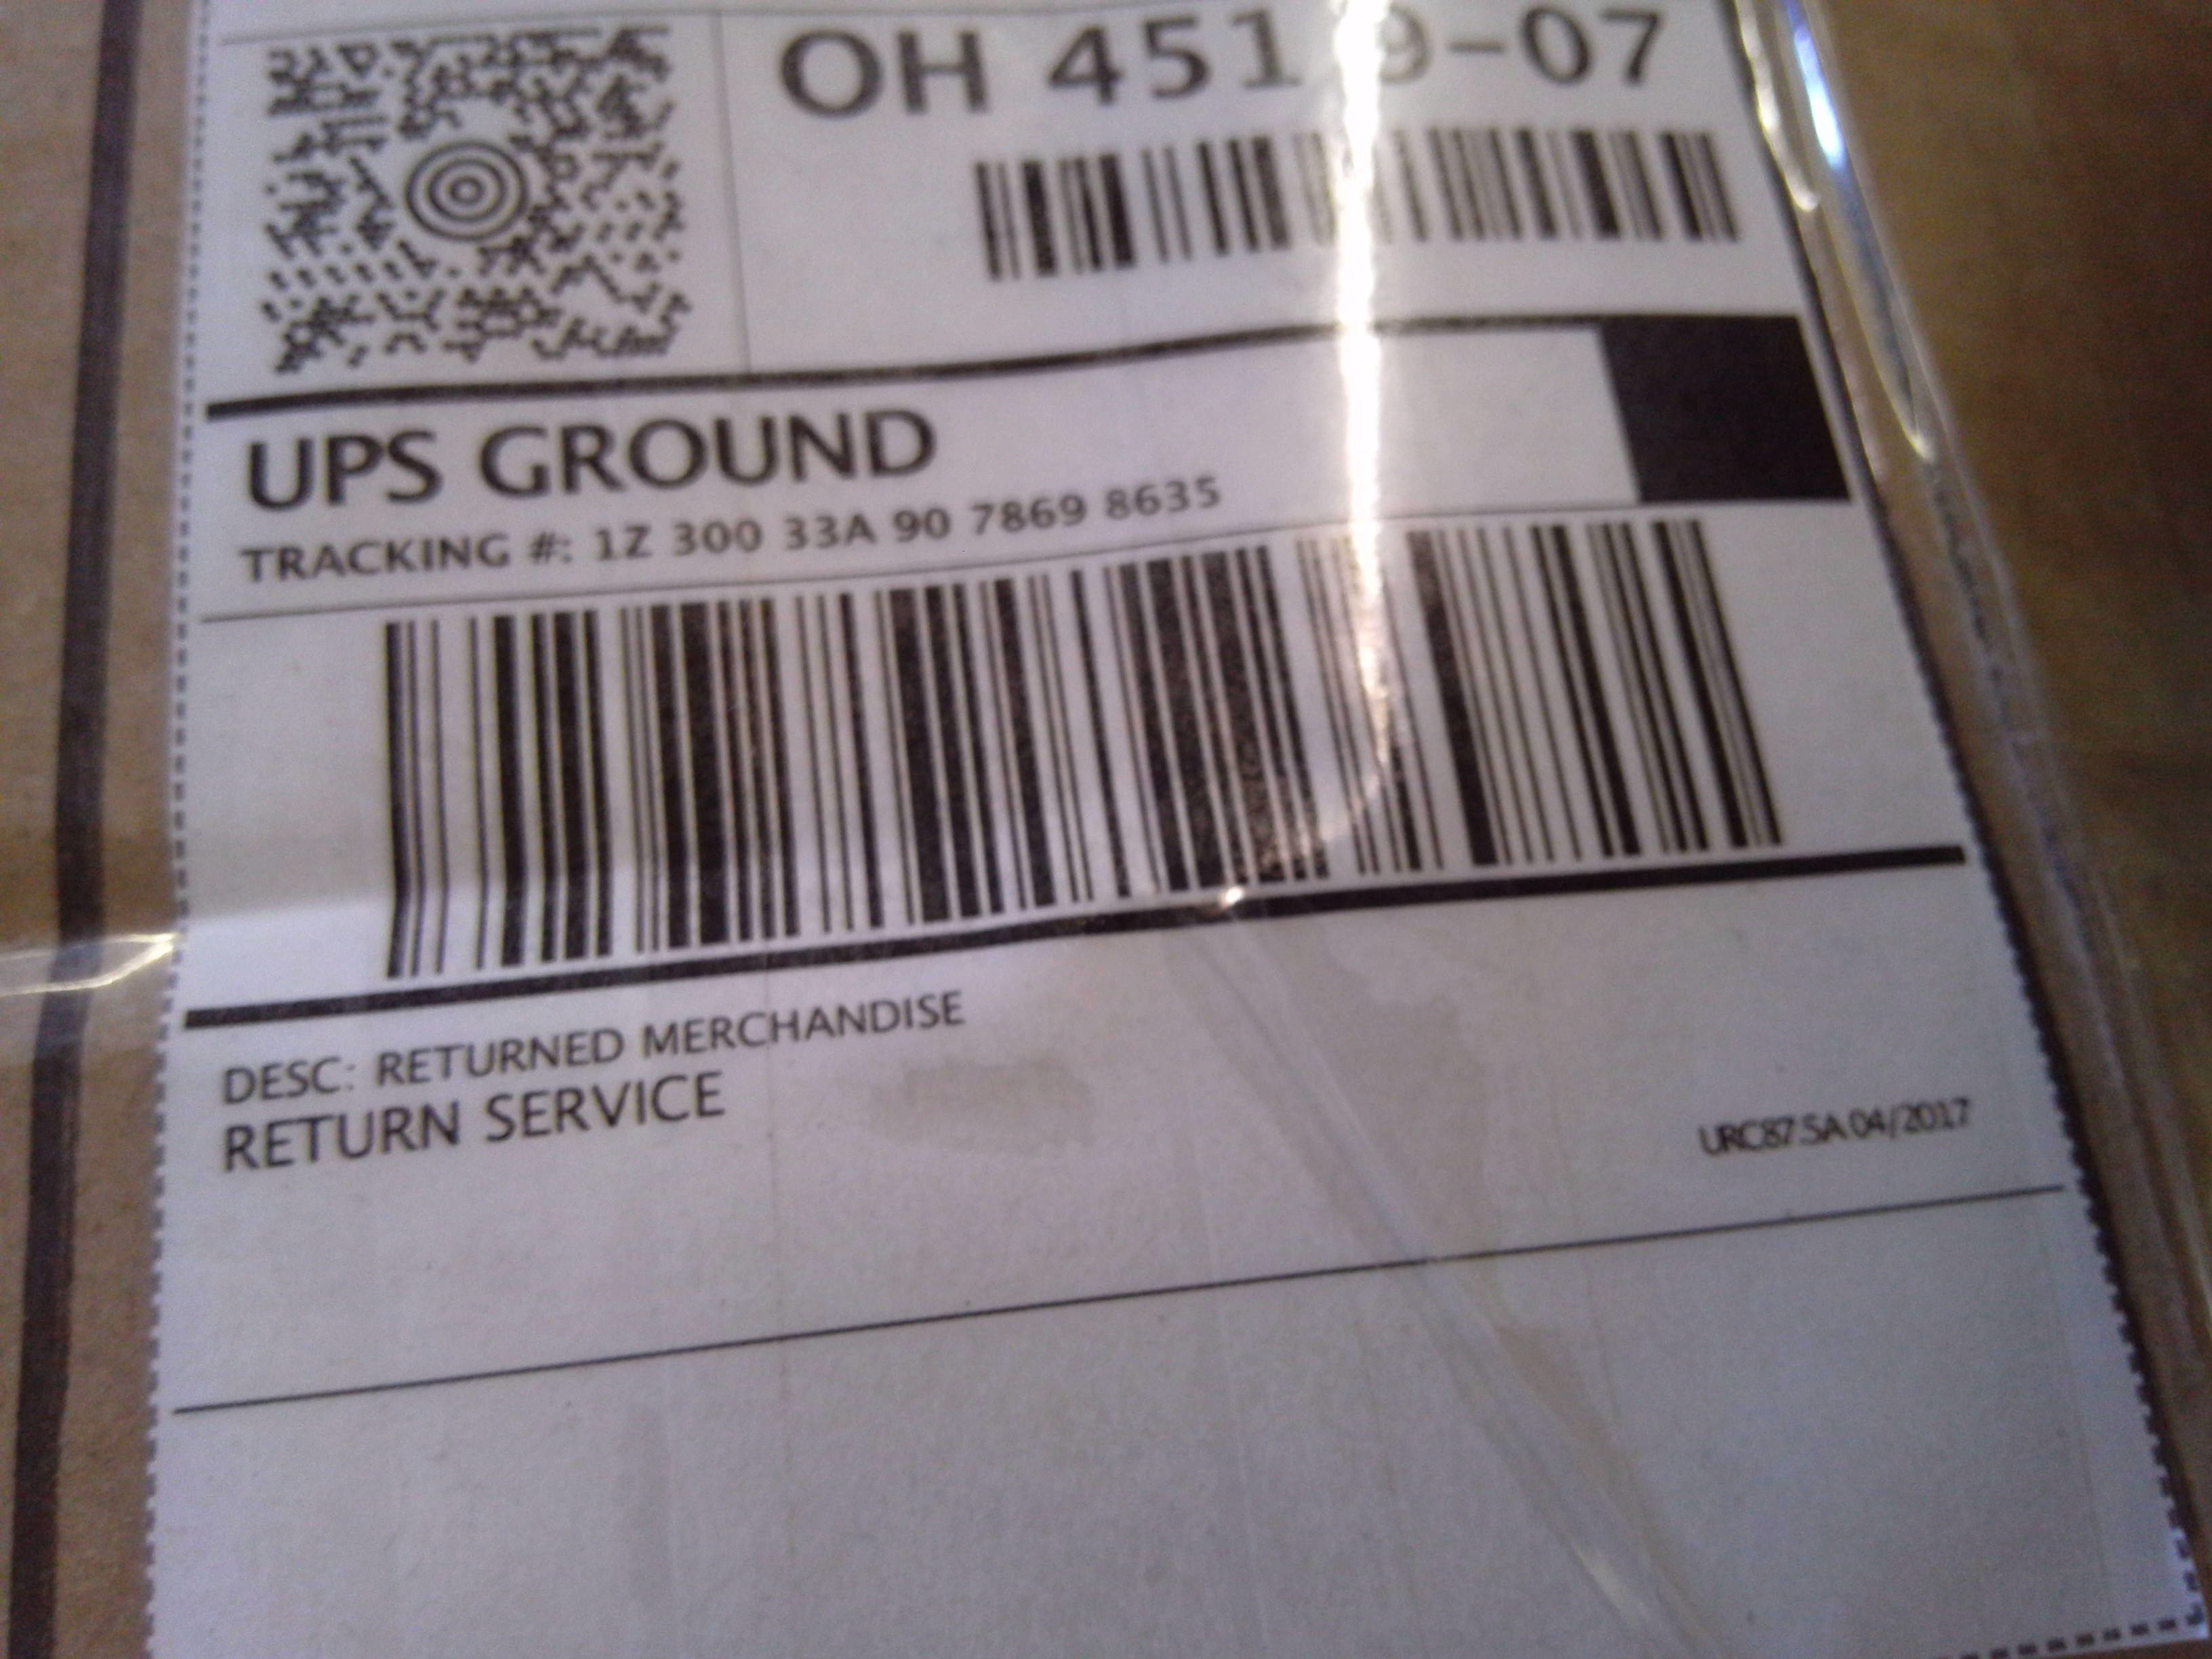 UPS GROUND
TRACKING #: 1Z 300 33A 90 7869 8635
DESC: RETURNED MERCHANDISE
RETURN SERVICE
OH
URC87.5A 04/2017